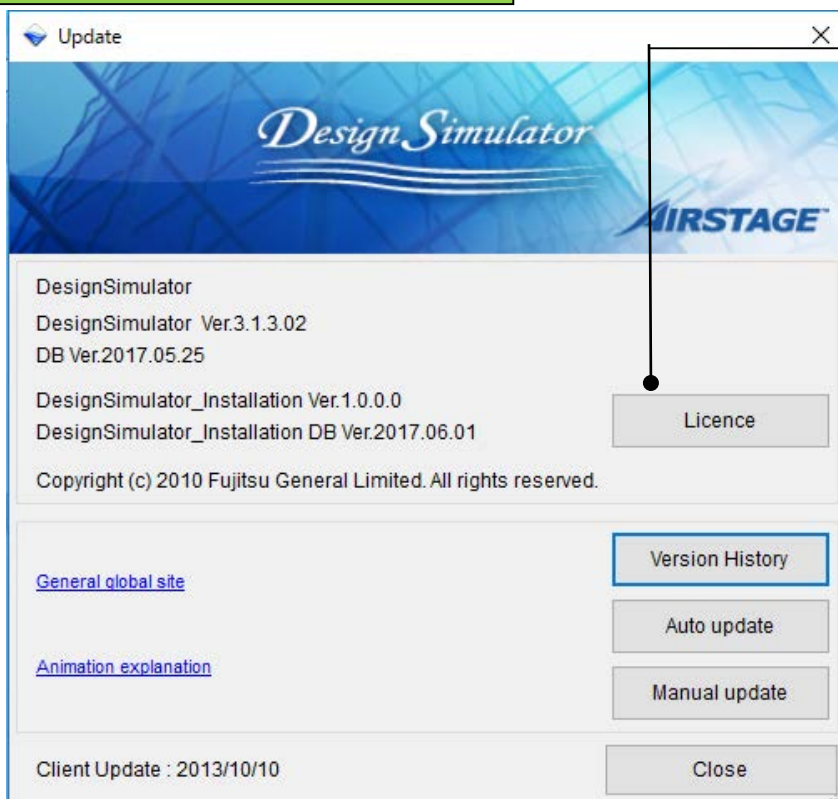 Update
Design Simulator
AIRSTAGE™
DesignSimulator
DesignSimulator Ver.3.1.3.02
DB Ver.2017.05.25
DesignSimulator_Installation Ver.1.0.0.0
DesignSimulator_Installation DB Ver.2017.06.01
Licence
Copyright (c) 2010 Fujitsu General Limited. All rights reserved.
Version History
General global site
Auto update
Animation explanation
Manual update
Client Update : 2013/10/10
Close